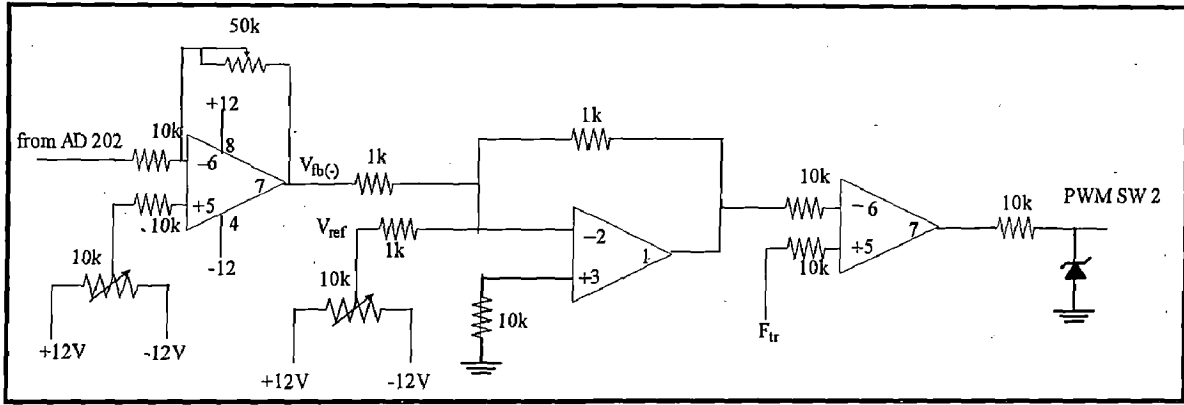 50k
+12
from AD 202
10k
8
−6
7
+5
4
10k
-12
10k
+12V
-12V
V_fb(-)
1k
1k
V_ref
1k
−2
1
+3
10k
10k
+12V
-12V
10k
−6
7
+5
10k
F_tr
10k
PWM SW 2